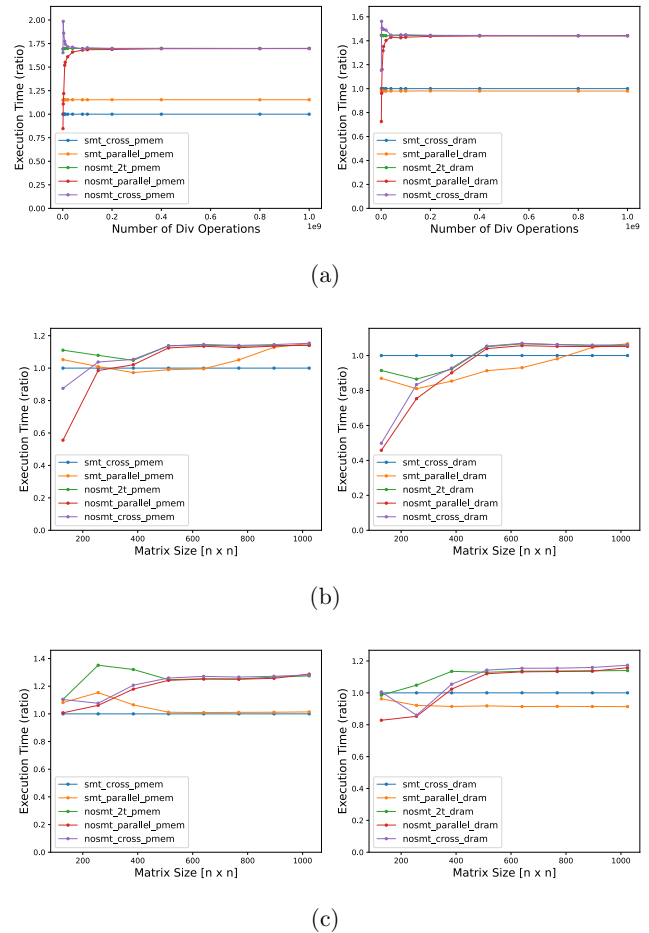 Execution Time (ratio)
2.00
1.75
1.50
1.25
1.00
0.75
0.50
0.25
0.00
smt_cross_pmem
smt_parallel_pmem
nosmt_2t_pmem
nosmt_parallel_pmem
nosmt_cross_pmem
0.0 0.2 0.4 0.6 0.8 1.0
1e9
Number of Div Operations
Execution Time (ratio)
1.6
1.4
1.2
1.0
0.8
0.6
0.4
0.2
0.0
smt_cross_dram
smt_parallel_dram
nosmt_2t_dram
nosmt_parallel_dram
nosmt_cross_dram
0.0 0.2 0.4 0.6 0.8 1.0
1e9
Number of Div Operations
(a)
Execution Time (ratio)
1.2
1.0
0.8
0.6
0.4
0.2
0.0
smt_cross_pmem
smt_parallel_pmem
nosmt_2t_pmem
nosmt_parallel_pmem
nosmt_cross_pmem
200 400 600 800 1000
Matrix Size [n x n]
Execution Time (ratio)
1.0
0.8
0.6
0.4
0.2
0.0
smt_cross_dram
smt_parallel_dram
nosmt_2t_dram
nosmt_parallel_dram
nosmt_cross_dram
200 400 600 800 1000
Matrix Size [n x n]
(b)
Execution Time (ratio)
1.4
1.2
1.0
0.8
0.6
0.4
0.2
0.0
smt_cross_pmem
smt_parallel_pmem
nosmt_2t_pmem
nosmt_parallel_pmem
nosmt_cross_pmem
200 400 600 800 1000
Matrix Size [n x n]
Execution Time (ratio)
1.2
1.0
0.8
0.6
0.4
0.2
0.0
smt_cross_dram
smt_parallel_dram
nosmt_2t_dram
nosmt_parallel_dram
nosmt_cross_dram
200 400 600 800 1000
Matrix Size [n x n]
(c)